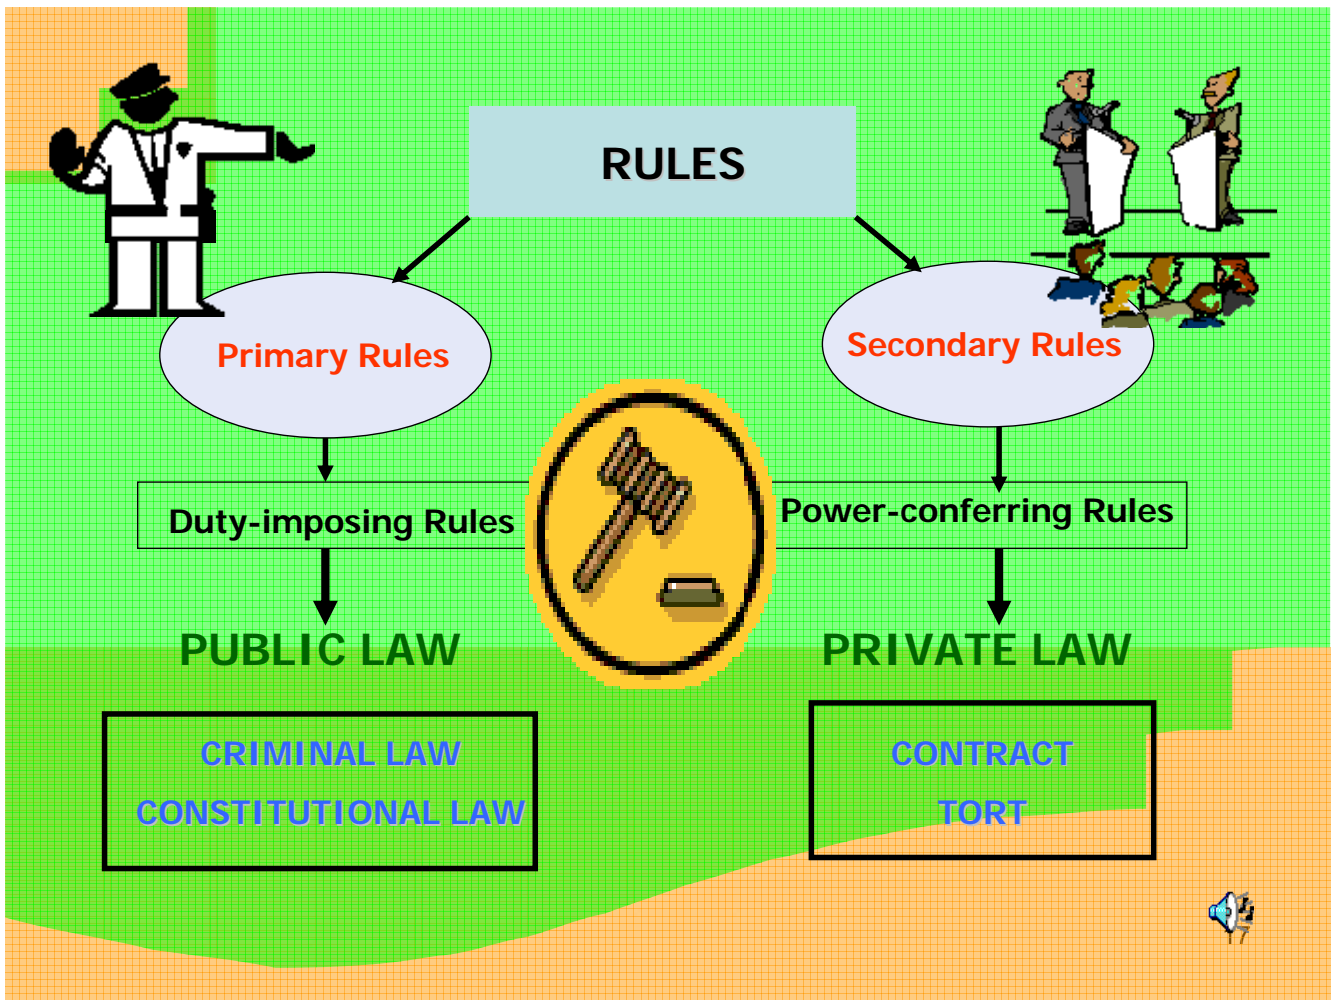 RULES
Primary Rules
Secondary Rules
Duty-imposing Rules
Power-conferring Rules
PUBLIC LAW
PRIVATE LAW
CRIMINAL LAW
CONSTITUTIONAL LAW
CONTRACT
TORT